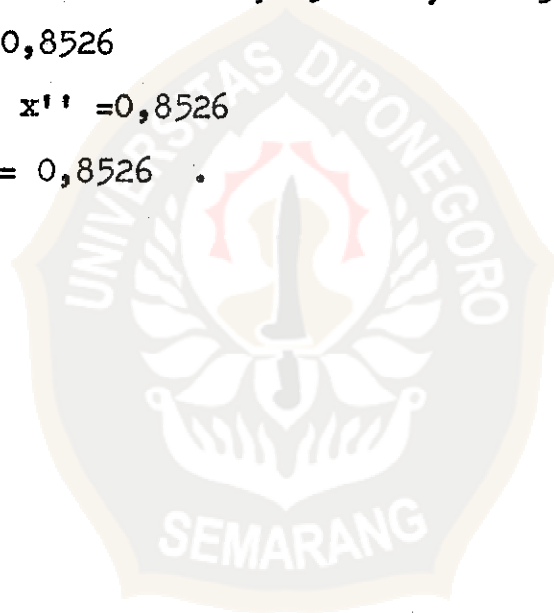 0,8526
x'' =0,8526
= 0,8526 .
UNIVERSITAS DIPONEGORO
SEMARANG